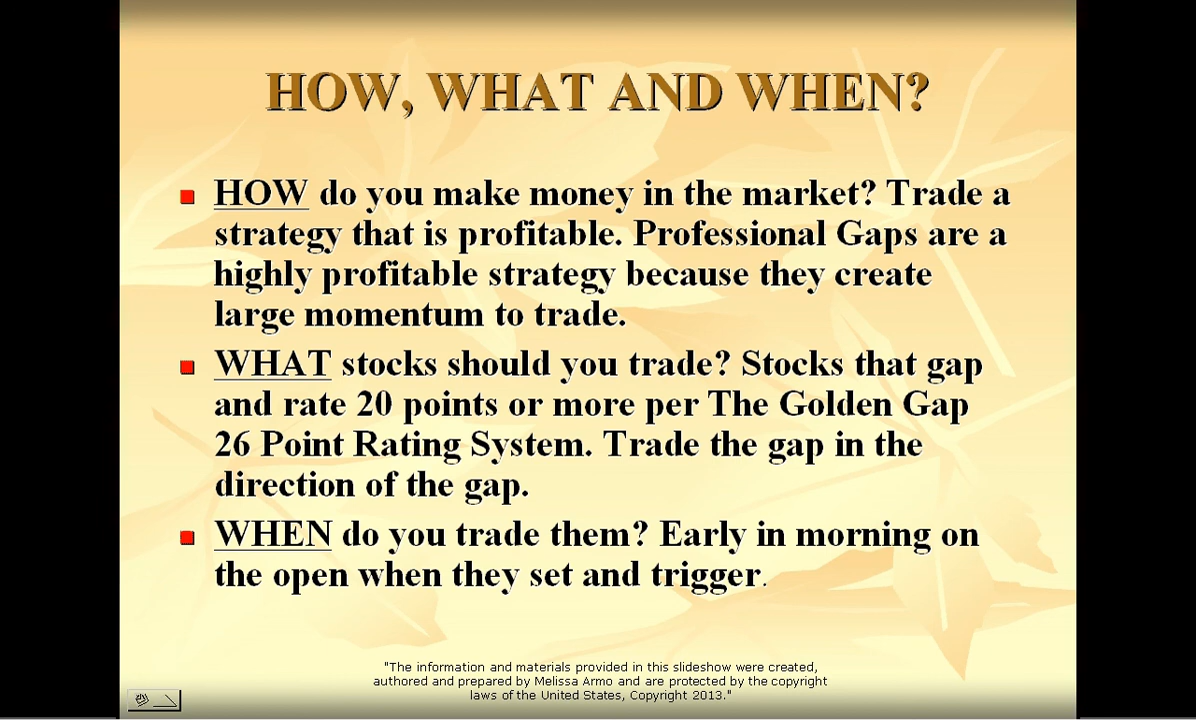 HOW, WHAT AND WHEN?
HOW do you make money in the market? Trade a
strategy that is profitable. Professional Gaps are a
highly profitable strategy because they create
large momentum to trade.
WHAT stocks should you trade? Stocks that gap
and rate 20 points or more per The Golden Gap
26 Point Rating System. Trade the gap in the
direction of the gap.
WHEN do you trade them? Early in morning on
the open when they set and trigger.
"The information and materials provided in this slideshow were created,
authored and prepared by Melissa Armo and are protected by the copyright
laws of the United States, Copyright 2013."